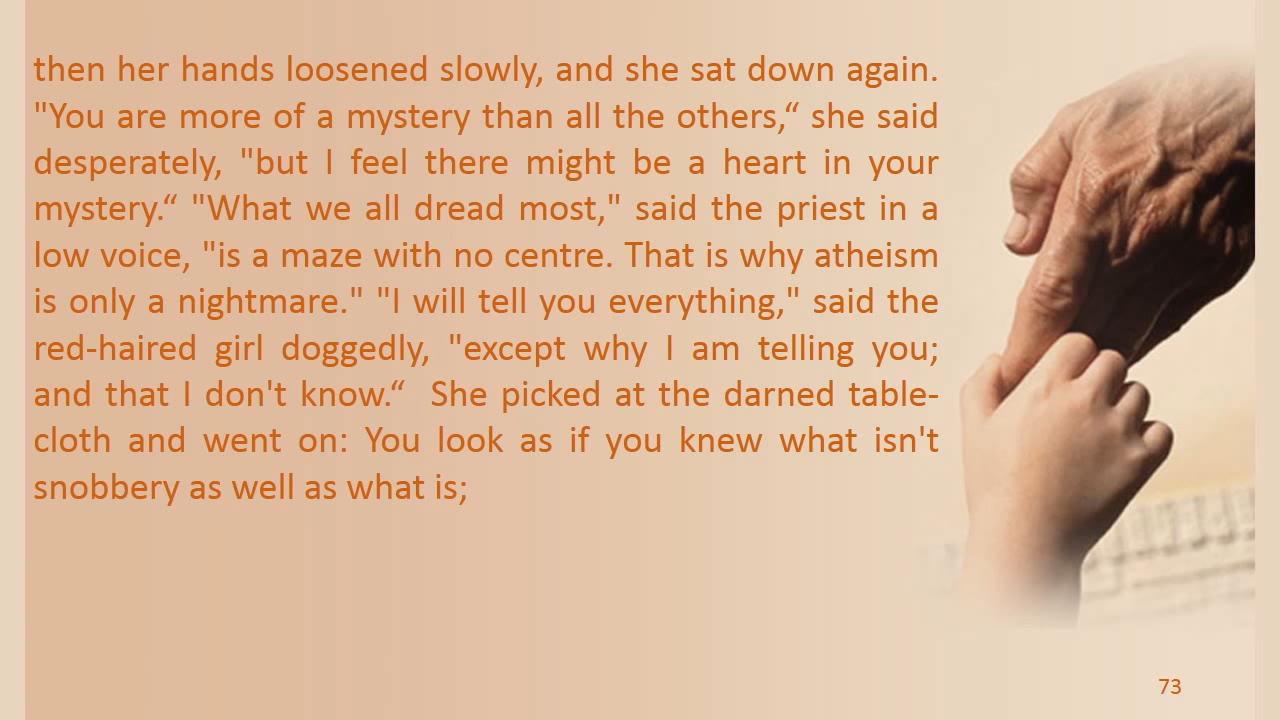 then her hands loosened slowly, and she sat down again.
"You are more of a mystery than all the others,“ she said
desperately, "but I feel there might be a heart in your
mystery.“ "What we all dread most," said the priest in a
low voice, "is a maze with no centre. That is why atheism
is only a nightmare." "I will tell you everything," said the
red-haired girl doggedly, "except why I am telling you;
and that I don't know.“  She picked at the darned table-
cloth and went on: You look as if you knew what isn't
snobbery as well as what is;
73